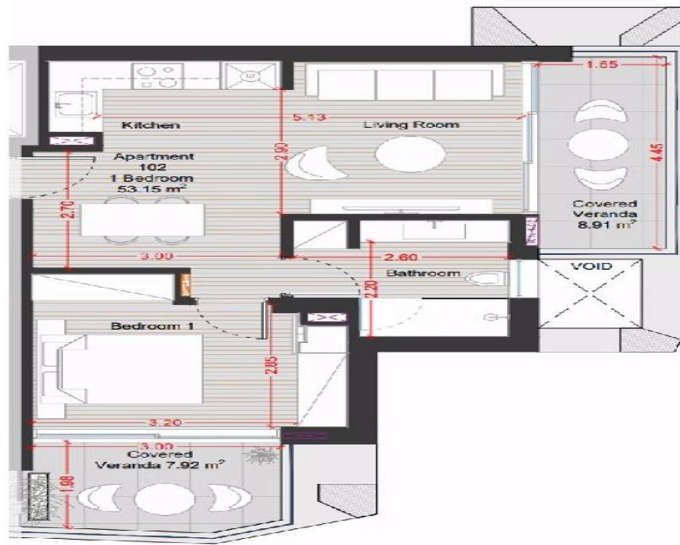 1.65
5.13
Kitchen
Living Room
2.90
4.45
Apartment
102
1 Bedroom
53.15 m²
2.70
Covered
Veranda
8.91 m²
3.00
2.60
Bathroom
VOID
2.20
Bedroom 1
2.85
3.20
3.00
Covered
Veranda 7.92 m²
1.98